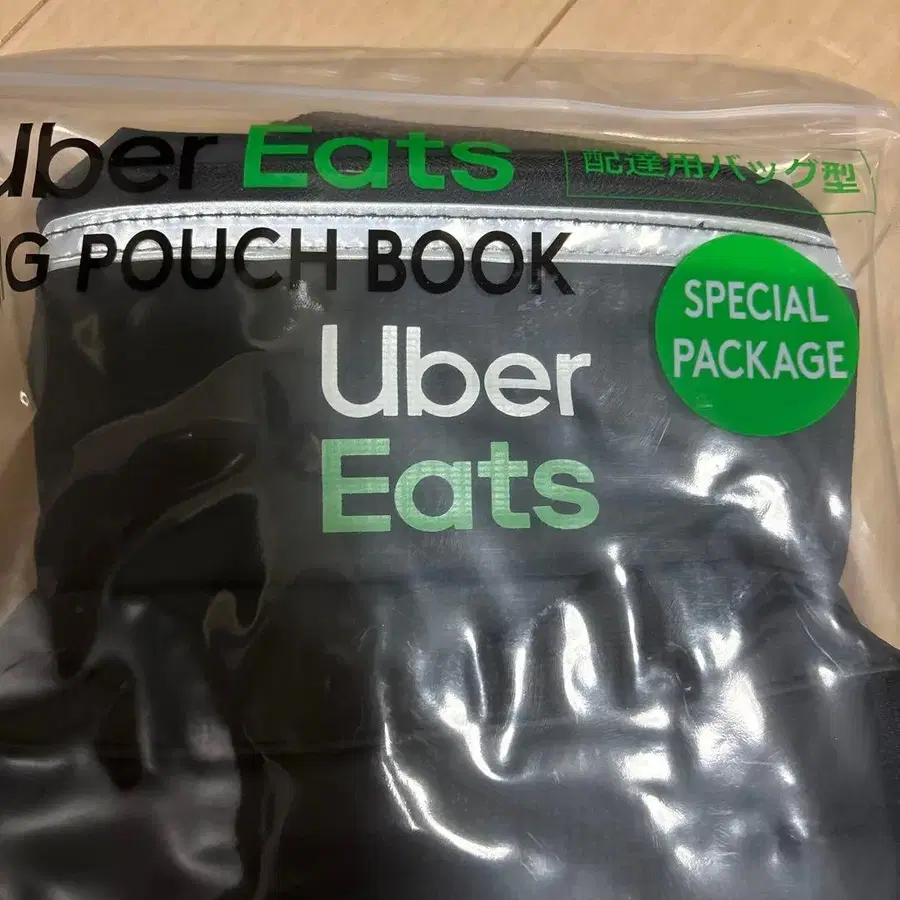 Uber Eats
配達用バッグ型
G POUCH BOOK
SPECIAL
PACKAGE
Uber
Eats